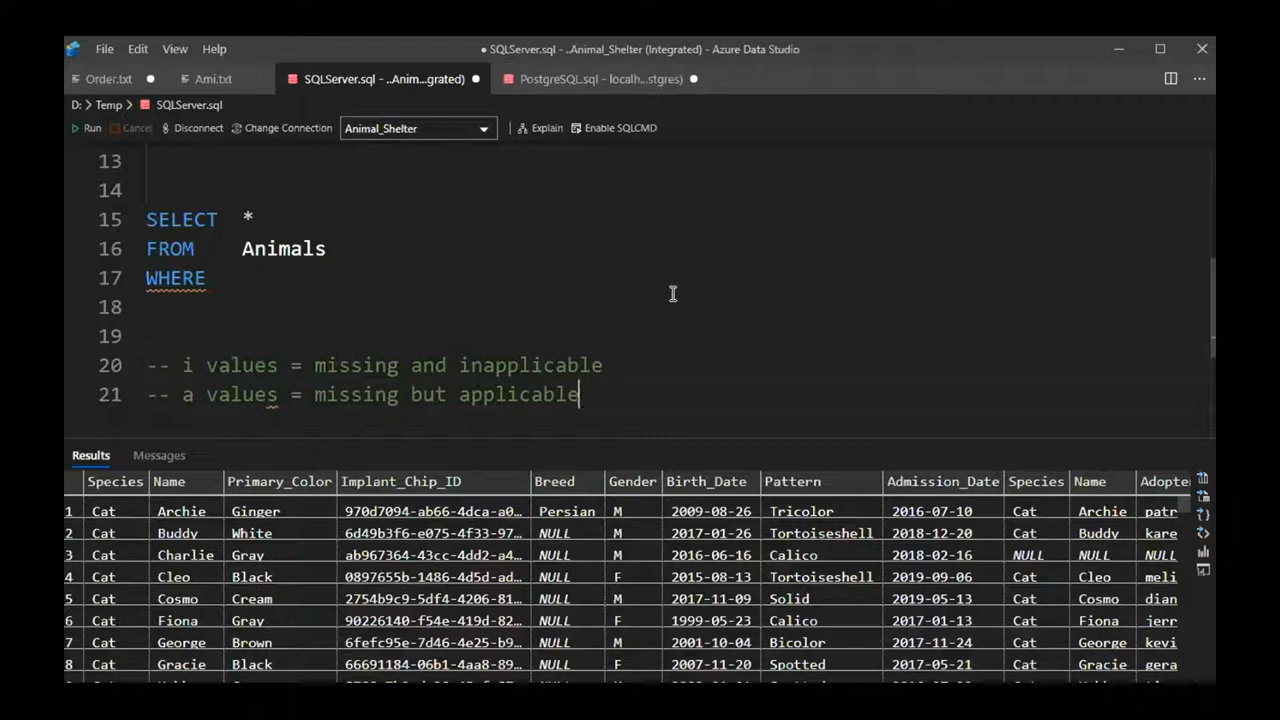 File Edit View Help
● SQLServer.sql - ..Animal_Shelter (Integrated) - Azure Data Studio
Order.txt ● Ami.txt SQLServer.sql - ..Anim...grated) ● PostgreSQL.sql - localh...stgres) ●
D: > Temp > SQLServer.sql
Run Cancel Disconnect Change Connection Animal_Shelter Explain Enable SQLCMD
13
14
15 SELECT *
16 FROM Animals
17 WHERE
18
19
20 -- i values = missing and inapplicable
21 -- a values = missing but applicable
Results Messages
Species Name Primary_Color Implant_Chip_ID Breed Gender Birth_Date Pattern Admission_Date Species Name Adopte
1 Cat Archie Ginger 970d7094-ab66-4dca-a0… Persian M 2009-08-26 Tricolor 2016-07-10 Cat Archie patr
2 Cat Buddy White 6d49b3f6-e075-4f33-97… NULL M 2017-01-26 Tortoiseshell 2018-12-20 Cat Buddy kare
3 Cat Charlie Gray ab967364-43cc-4dd2-a4… NULL M 2016-06-16 Calico 2018-02-16 NULL NULL NULL
4 Cat Cleo Black 0897655b-1486-4d5d-ad… NULL F 2015-08-13 Tortoiseshell 2019-09-06 Cat Cleo meli
5 Cat Cosmo Cream 2754b9c9-5df4-4206-81… NULL M 2017-11-09 Solid 2019-05-13 Cat Cosmo dian
6 Cat Fiona Gray 90226140-f54e-419d-82… NULL F 1999-05-23 Calico 2017-01-13 Cat Fiona jerr
7 Cat George Brown 6fefc95e-7d46-4e25-b9… NULL M 2001-10-04 Bicolor 2017-11-24 Cat George kevi
8 Cat Gracie Black 66691184-06b1-4aa8-89… NULL F 2007-11-20 Spotted 2017-05-21 Cat Gracie gera